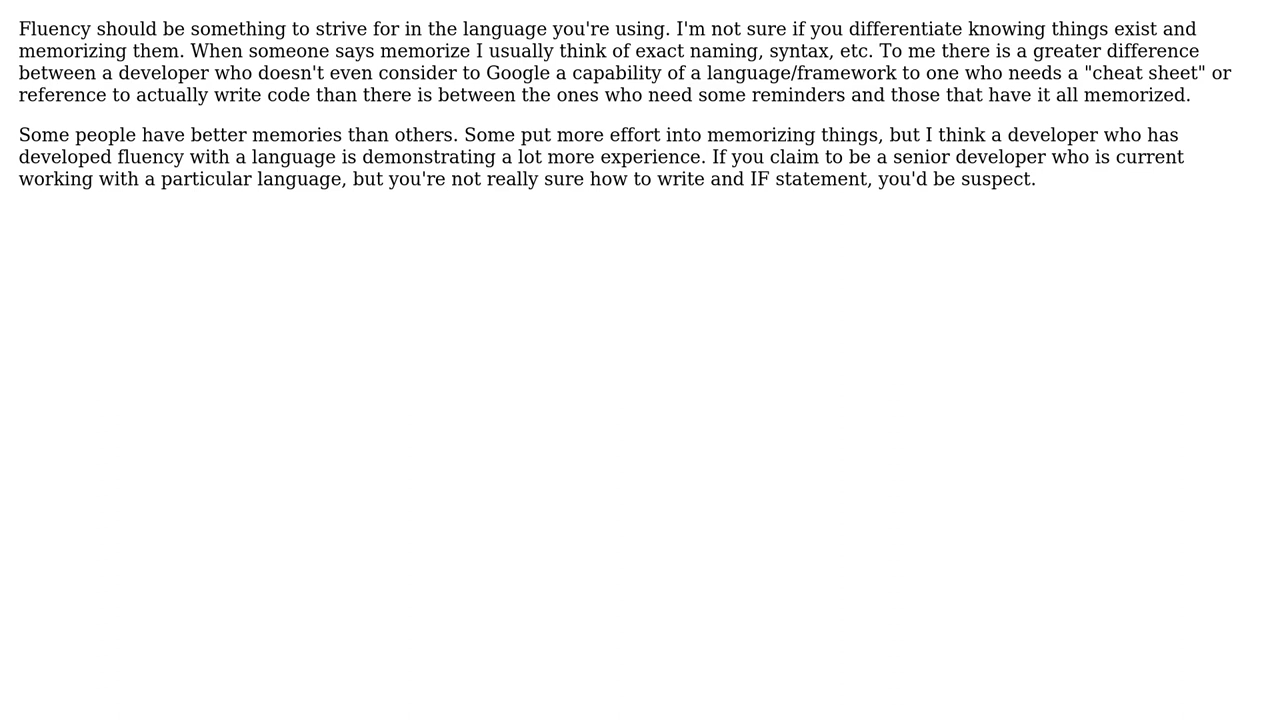 Fluency should be something to strive for in the language you're using. I'm not sure if you differentiate knowing things exist and
memorizing them. When someone says memorize I usually think of exact naming, syntax, etc. To me there is a greater difference
between a developer who doesn't even consider to Google a capability of a language/framework to one who needs a "cheat sheet" or
reference to actually write code than there is between the ones who need some reminders and those that have it all memorized.
Some people have better memories than others. Some put more effort into memorizing things, but I think a developer who has
developed fluency with a language is demonstrating a lot more experience. If you claim to be a senior developer who is current
working with a particular language, but you're not really sure how to write and IF statement, you'd be suspect.